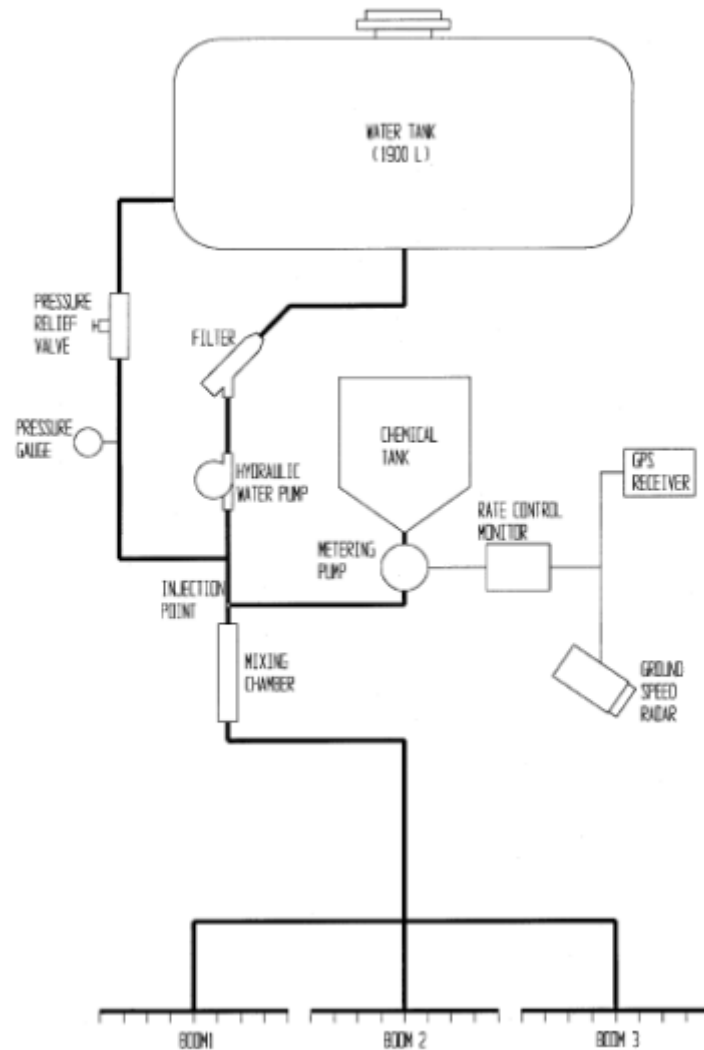 WATER TANK
(1900 L)
PRESSURE
RELIEF
VALVE
FILTER
PRESSURE
GAUGE
HYDRAULIC
WATER PUMP
CHEMICAL
TANK
GPS
RECEIVER
RATE CONTROL
MONITOR
METERING
PUMP
INJECTION
POINT
MIXING
CHAMBER
GROUND
SPEED
RADAR
BOOM1
BOOM 2
BOOM 3